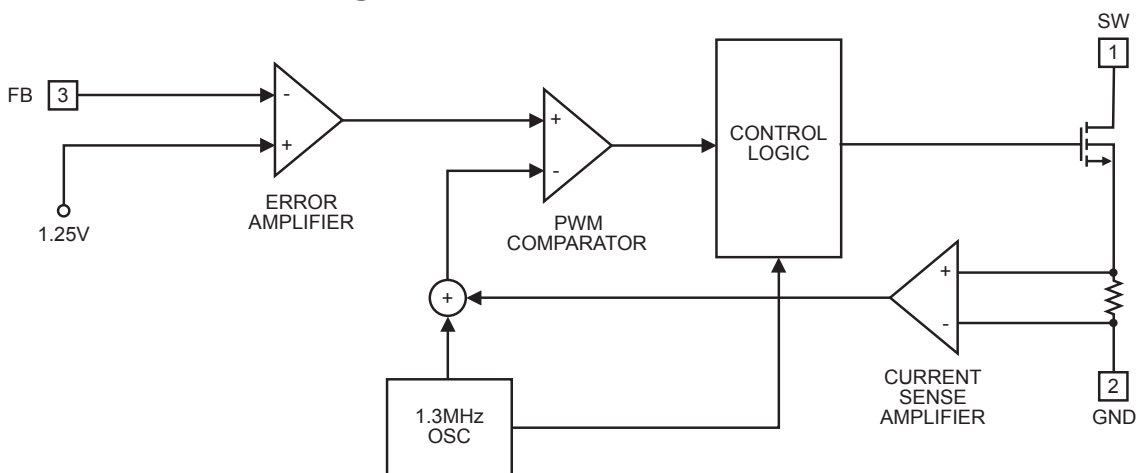 SW
1
FB 3
-
+
1.25V
ERROR
AMPLIFIER
+
-
PWM
COMPARATOR
CONTROL
LOGIC
+
+
-
CURRENT
SENSE
AMPLIFIER
2
GND
1.3MHz
OSC